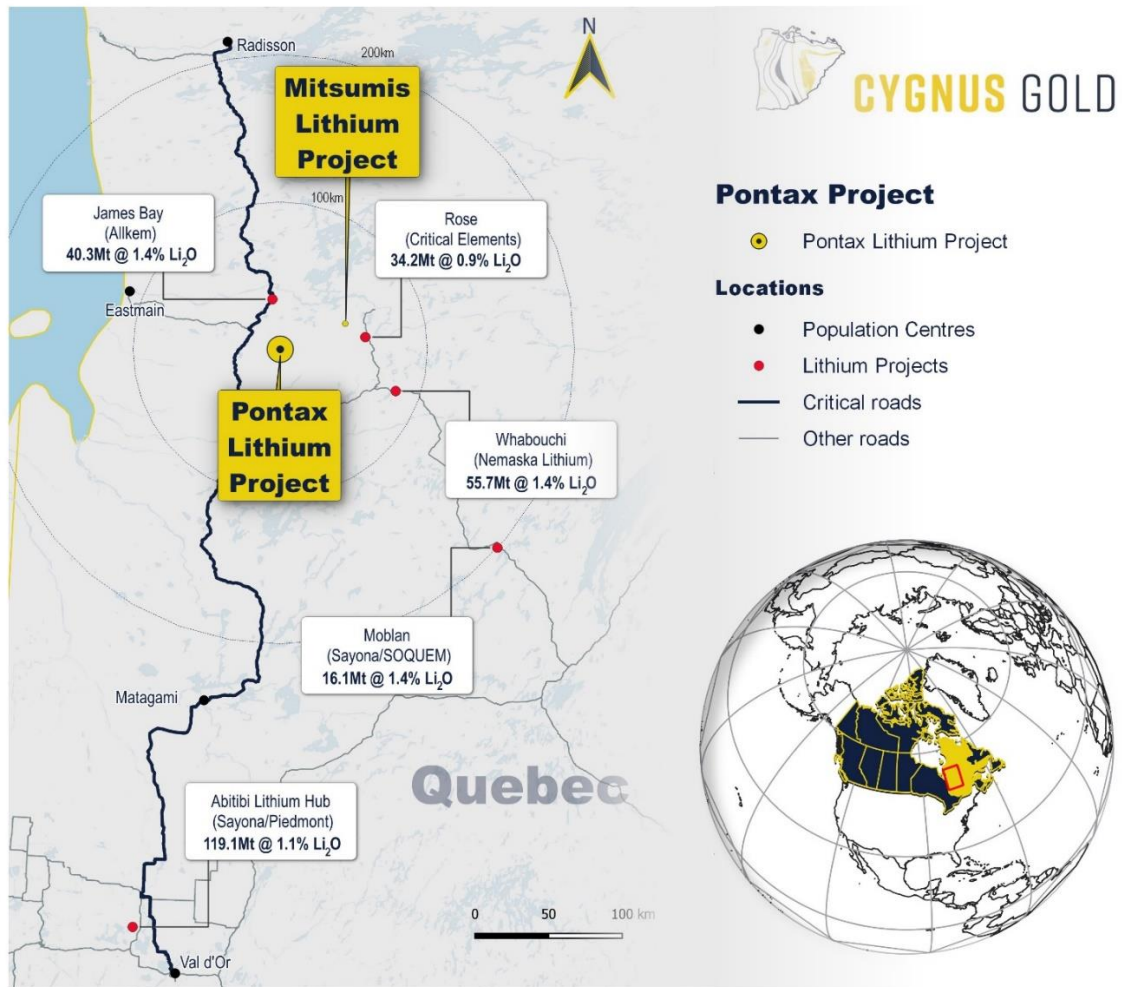 Radisson
200km
N
Mitsumis
Lithium
Project
100km
James Bay
(Allkem)
40.3Mt @ 1.4% Li₂O
Rose
(Critical Elements)
34.2Mt @ 0.9% Li₂O
Eastmain
Pontax
Lithium
Project
Whabouchi
(Nemaska Lithium)
55.7Mt @ 1.4% Li₂O
Moblan
(Sayona/SOQUEM)
16.1Mt @ 1.4% Li₂O
Matagami
Quebec
Abitibi Lithium Hub
(Sayona/Piedmont)
119.1Mt @ 1.1% Li₂O
0 50 100 km
Val d'Or
CYGNUS GOLD
Pontax Project
Pontax Lithium Project
Locations
Population Centres
Lithium Projects
Critical roads
Other roads